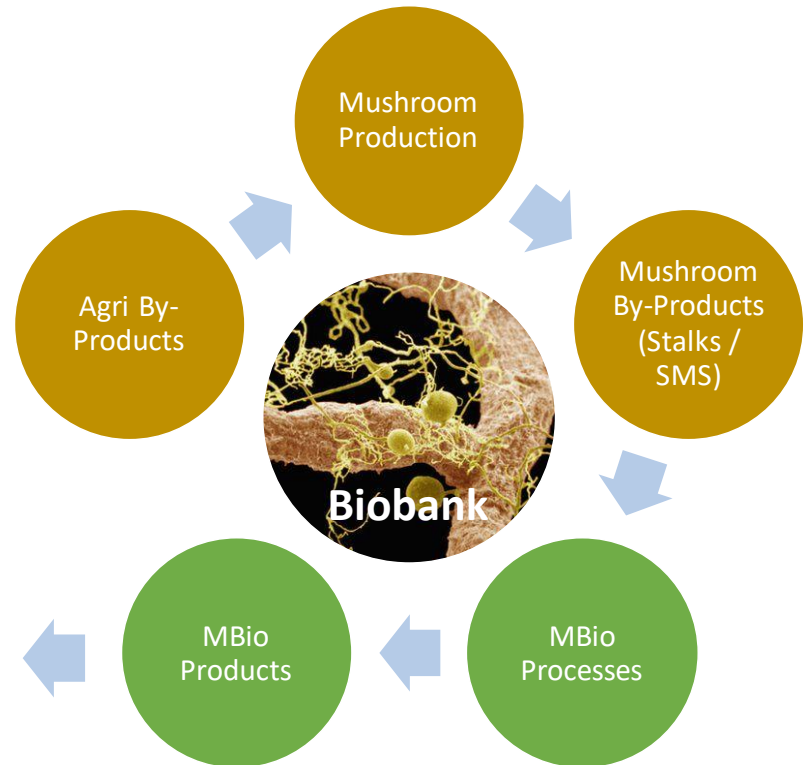 Mushroom
Production
Agri By-
Products
Mushroom
By-Products
(Stalks /
SMS)
Biobank
MBio
Products
MBio
Processes